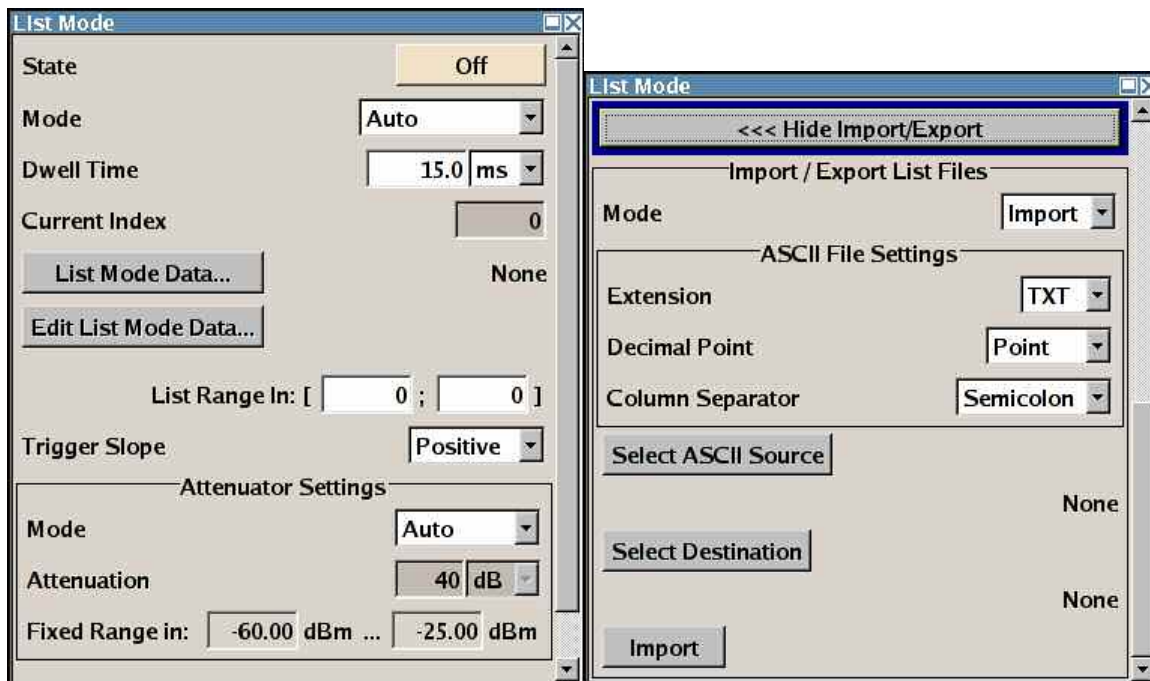 LIst Mode
State Off
Mode Auto
Dwell Time 15.0 ms
Current Index 0
List Mode Data... None
Edit List Mode Data...
List Range In: [ 0 ; 0 ]
Trigger Slope Positive
Attenuator Settings
Mode Auto
Attenuation 40 dB
Fixed Range in: -60.00 dBm ... -25.00 dBm
LIst Mode
<<< Hide Import/Export
Import / Export List Files
Mode Import
ASCII File Settings
Extension TXT
Decimal Point Point
Column Separator Semicolon
Select ASCII Source
None
Select Destination
None
Import